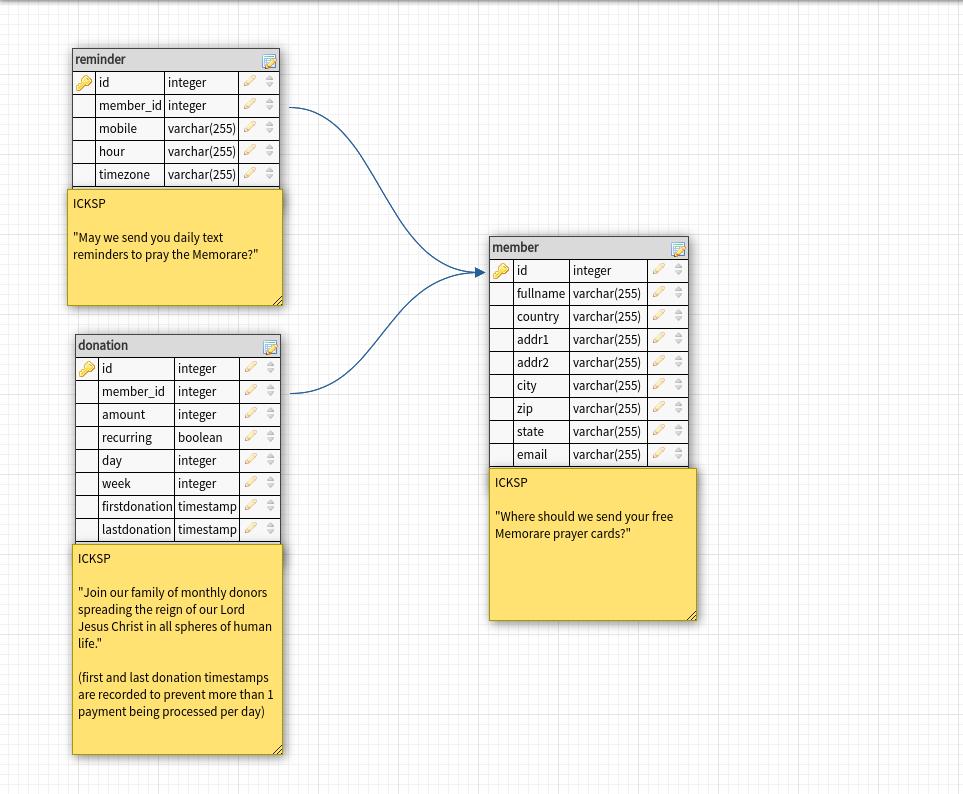 reminder
id integer
member_id integer
mobile varchar(255)
hour varchar(255)
timezone varchar(255)
ICKSP
"May we send you daily text
reminders to pray the Memorare?"
donation
id integer
member_id integer
amount integer
recurring boolean
day integer
week integer
firstdonation timestamp
lastdonation timestamp
ICKSP
"Join our family of monthly donors
spreading the reign of our Lord
Jesus Christ in all spheres of human
life."
(first and last donation timestamps
are recorded to prevent more than 1
payment being processed per day)
member
id integer
fullname varchar(255)
country varchar(255)
addr1 varchar(255)
addr2 varchar(255)
city varchar(255)
zip varchar(255)
state varchar(255)
email varchar(255)
ICKSP
"Where should we send your free
Memorare prayer cards?"